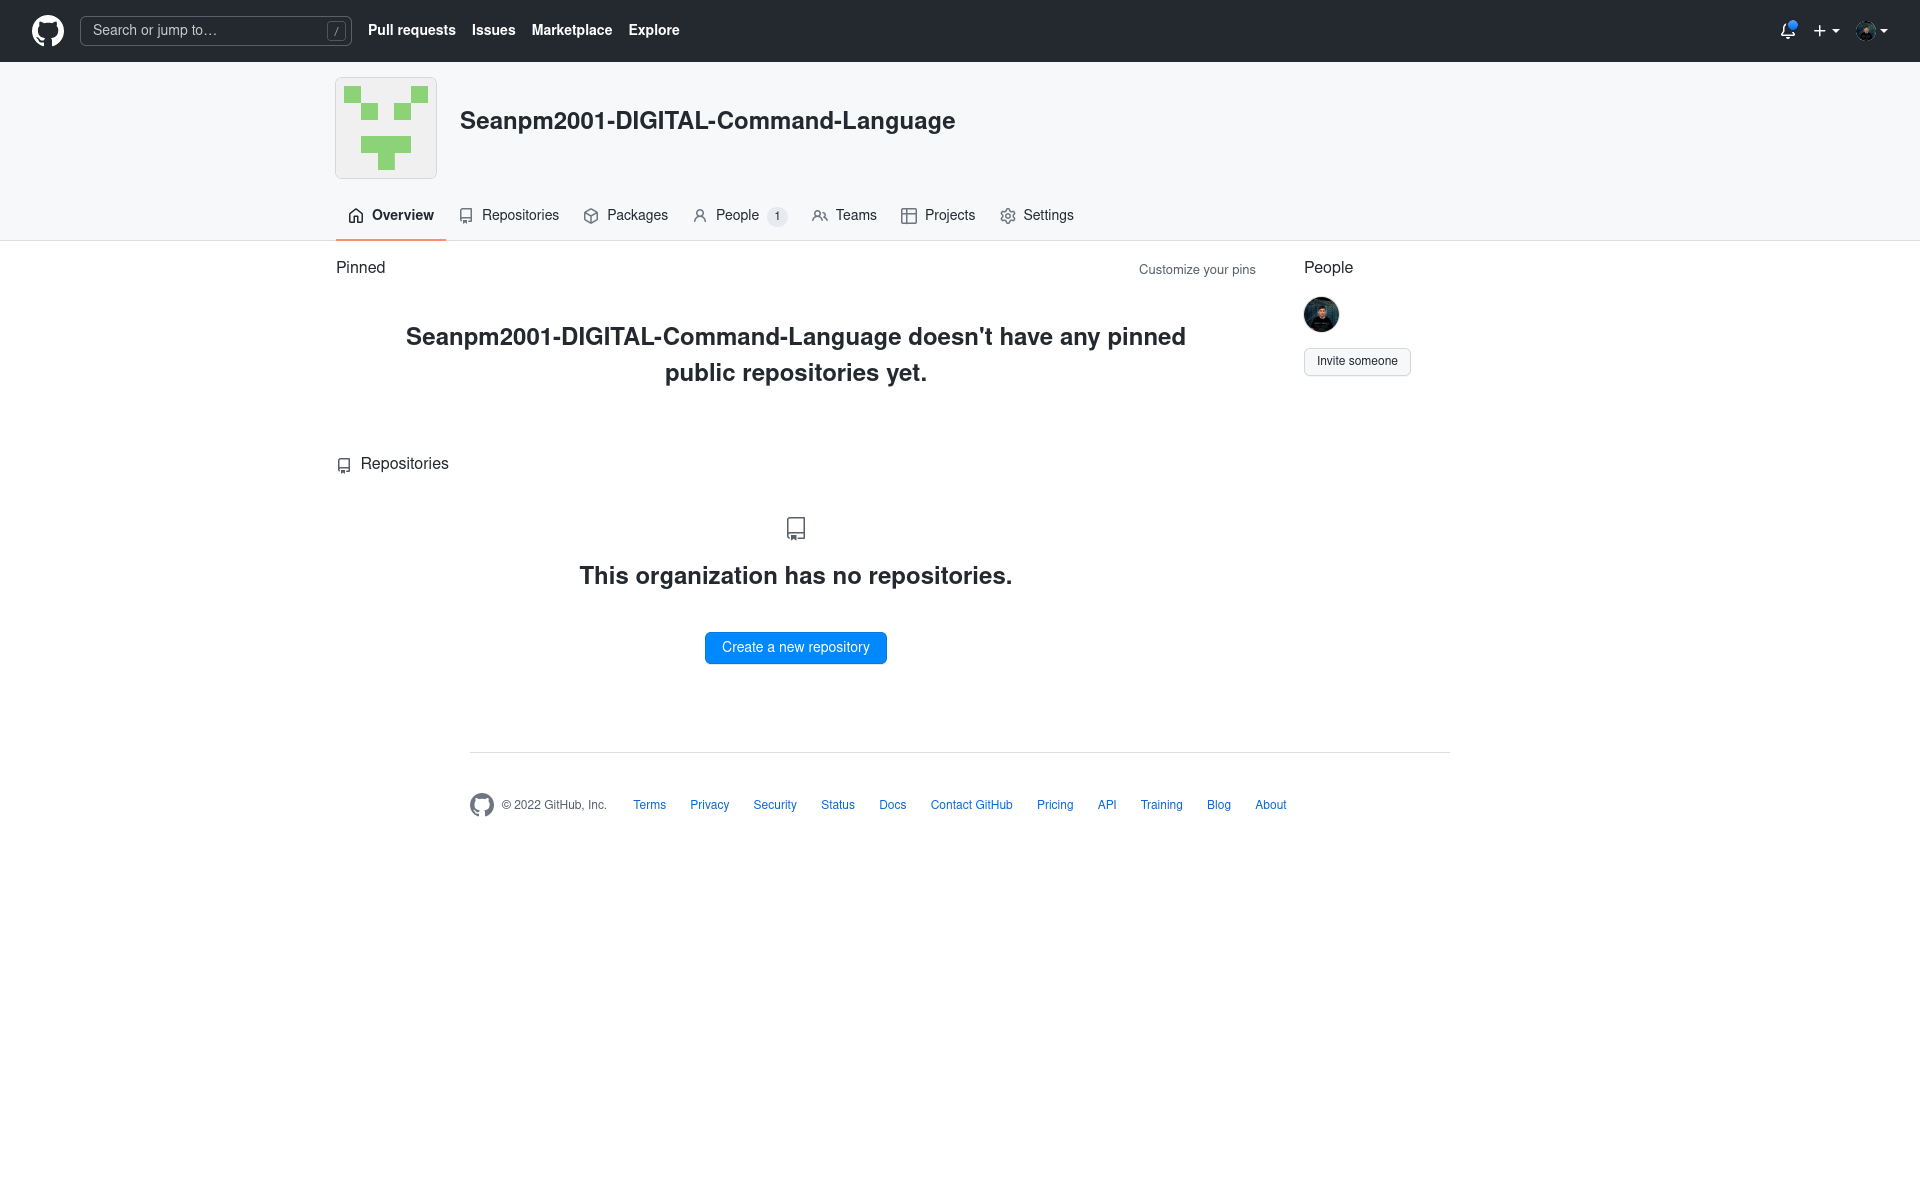 Search or jump to… /
Pull requests
Issues
Marketplace
Explore
Seanpm2001-DIGITAL-Command-Language
Overview
Repositories
Packages
People 1
Teams
Projects
Settings
Pinned
Customize your pins
Seanpm2001-DIGITAL-Command-Language doesn't have any pinned
public repositories yet.
People
Invite someone
Repositories
This organization has no repositories.
Create a new repository
© 2022 GitHub, Inc.
Terms
Privacy
Security
Status
Docs
Contact GitHub
Pricing
API
Training
Blog
About